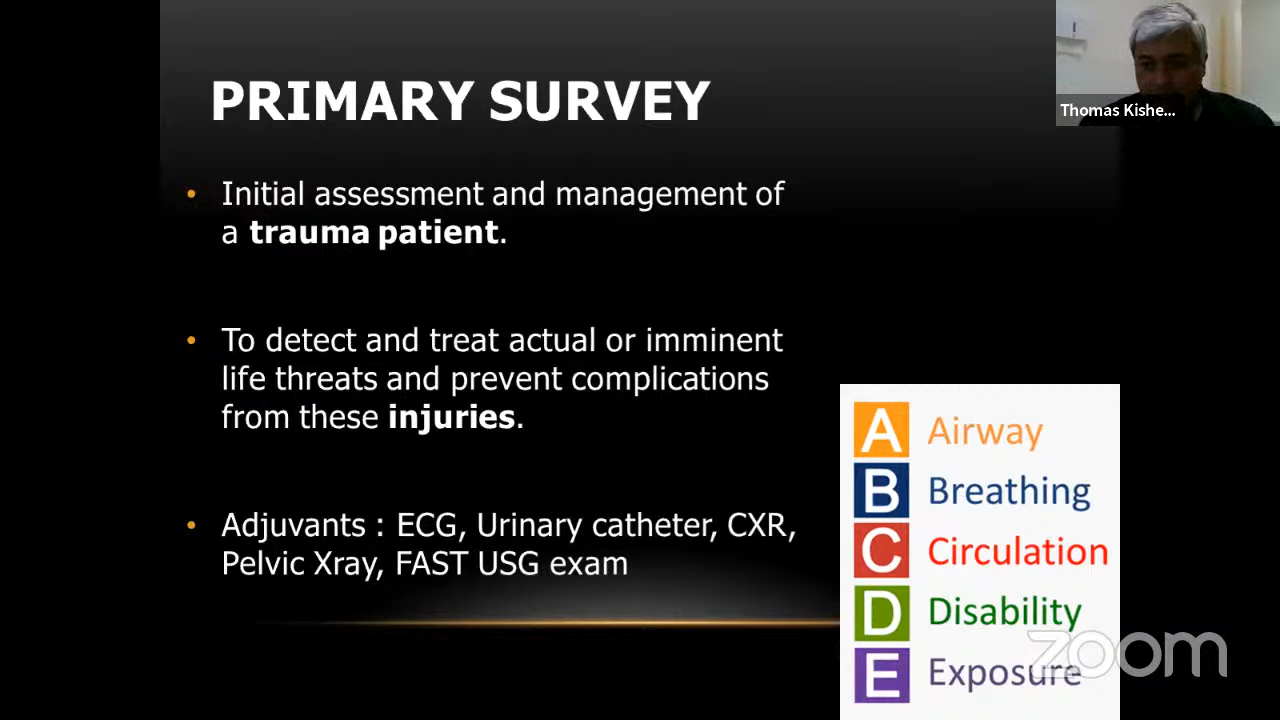 PRIMARY SURVEY
Thomas Kishe...
• Initial assessment and management of
a trauma patient.
• To detect and treat actual or imminent
life threats and prevent complications
from these injuries.
• Adjuvants : ECG, Urinary catheter, CXR,
Pelvic Xray, FAST USG exam
A Airway
B Breathing
C Circulation
D Disability
E Exposure
zoom